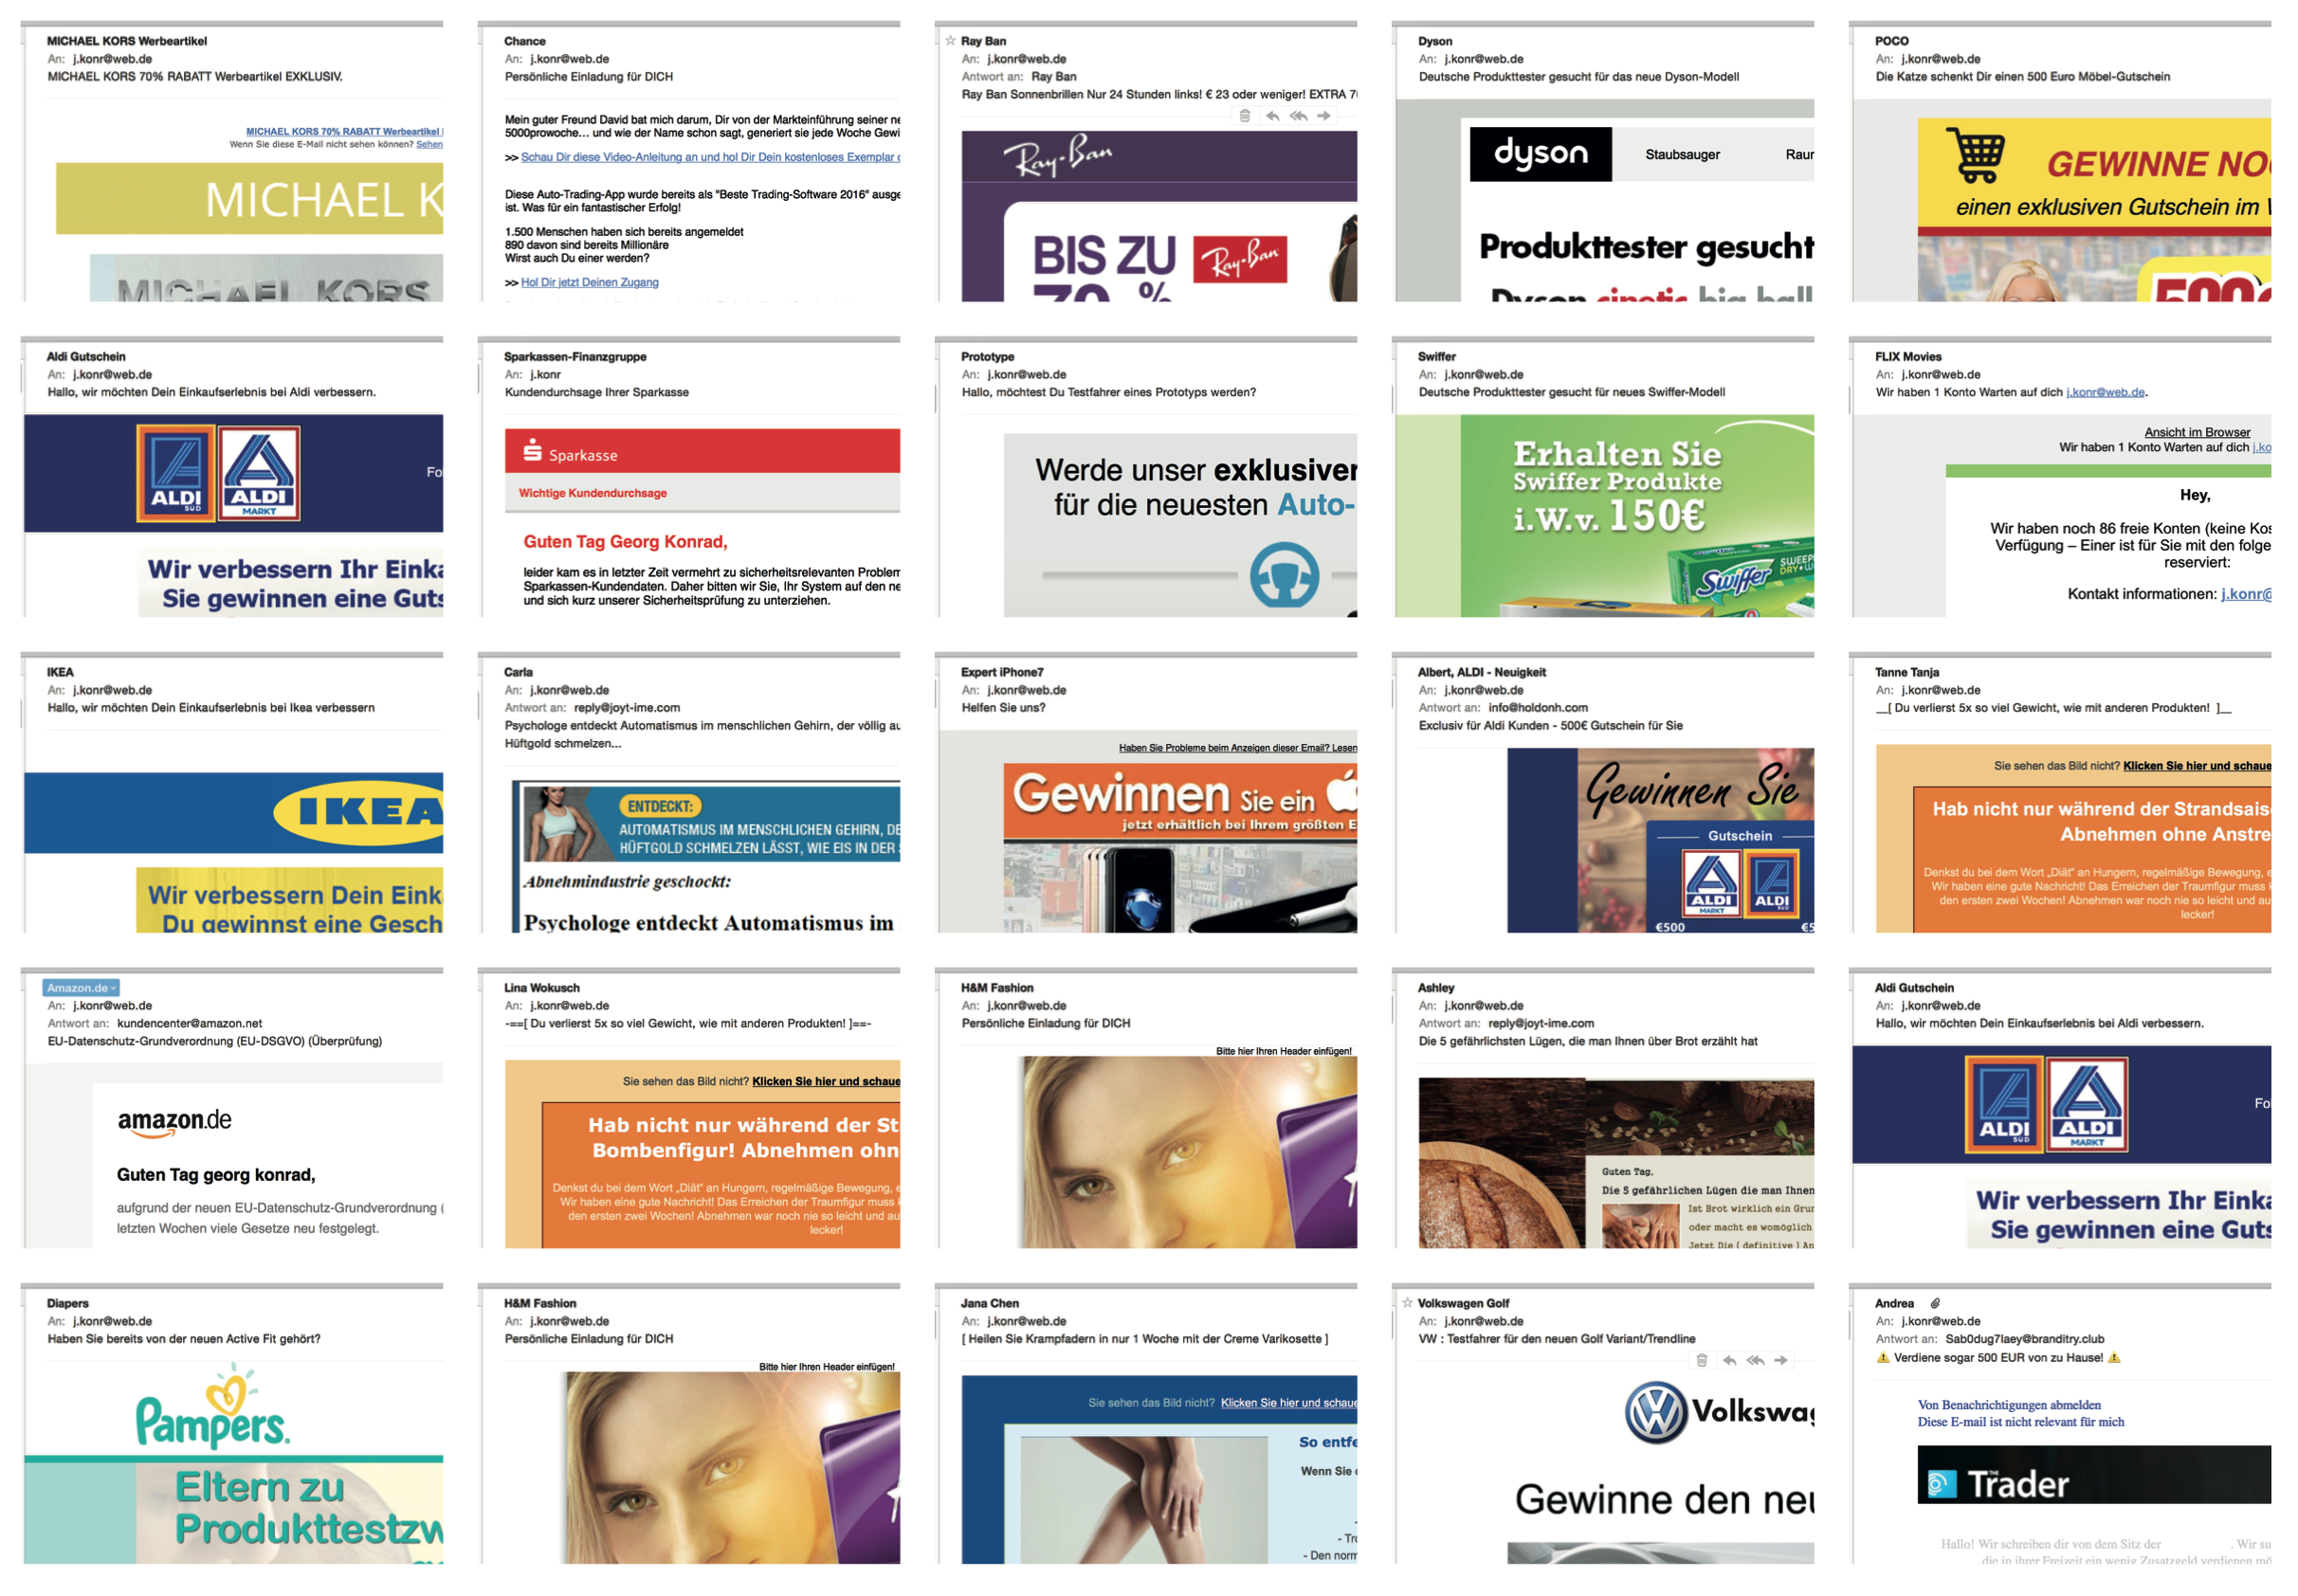 MICHAEL KORS Werbeartikel
An: j.konr@web.de
MICHAEL KORS 70% RABATT Werbeartikel EXKLUSIV.
MICHAEL KORS 70% RABATT Werbeartikel
Wenn Sie diese E-Mail nicht sehen können? Sehen
MICHAEL K
MICHAEL KORS
Chance
An: j.konr@web.de
Persönliche Einladung für DICH
Mein guter Freund David bat mich darum, Dir von der Markteinführung seiner ne
5000prowoche... und wie der Name schon sagt, generiert sie jede Woche Gewi
>> Schau Dir diese Video-Anleitung an und hol Dir Dein kostenloses Exemplar
Diese Auto-Trading-App wurde bereits als "Beste Trading-Software 2016" ausge
ist. Was für ein fantastischer Erfolg!
1.500 Menschen haben sich bereits angemeldet
890 davon sind bereits Millionäre
Wirst auch Du einer werden?
>> Hol Dir jetzt Deinen Zugang
Ray Ban
An: j.konr@web.de
Antwort an: Ray Ban
Ray Ban Sonnenbrillen Nur 24 Stunden links! € 23 oder weniger! EXTRA 7
Ray-Ban
BIS ZU
Ray-Ban
70 %
Dyson
An: j.konr@web.de
Deutsche Produkttester gesucht für das neue Dyson-Modell
dyson Staubsauger Raur
Produkttester gesucht
Dyson cinetic big ball
POCO
An: j.konr@web.de
Die Katze schenkt Dir einen 500 Euro Möbel-Gutschein
GEWINNE NO
einen exklusiven Gutschein im
500
Aldi Gutschein
An: j.konr@web.de
Hallo, wir möchten Dein Einkaufserlebnis bei Aldi verbessern.
ALDI SÜD
ALDI MARKT
Fo
Wir verbessern Ihr Einka
Sie gewinnen eine Guts
Sparkassen-Finanzgruppe
An: j.konr
Kundendurchsage Ihrer Sparkasse
Sparkasse
Wichtige Kundendurchsage
Guten Tag Georg Konrad,
leider kam es in letzter Zeit vermehrt zu sicherheitsrelevanten Problem
Sparkassen-Kundendaten. Daher bitten wir Sie, Ihr System auf den ne
und sich kurz unserer Sicherheitsprüfung zu unterziehen.
Prototype
An: j.konr@web.de
Hallo, möchtest Du Testfahrer eines Prototyps werden?
Werde unser exklusiver
für die neuesten Auto-
Swiffer
An: j.konr@web.de
Deutsche Produkttester gesucht für neues Swiffer-Modell
Erhalten Sie
Swiffer Produkte
i.W.v. 150€
Swiffer
SWEEP
DRY+W
FLIX Movies
An: j.konr@web.de
Wir haben 1 Konto Warten auf dich j.konr@web.de.
Ansicht im Browser
Wir haben 1 Konto Warten auf dich j.ko
Hey,
Wir haben noch 86 freie Konten (keine Kos
Verfügung – Einer ist für Sie mit den folge
reserviert:
Kontakt informationen: j.konr@
IKEA
An: j.konr@web.de
Hallo, wir möchten Dein Einkaufserlebnis bei Ikea verbessern
IKEA
Wir verbessern Dein Eink
Du gewinnst eine Gesch
Carla
An: j.konr@web.de
Antwort an: reply@joyt-ime.com
Psychologe entdeckt Automatismus im menschlichen Gehirn, der völlig au
Hüftgold schmelzen...
ENTDECKT:
AUTOMATISMUS IM MENSCHLICHEN GEHIRN, DE
HÜFTGOLD SCHMELZEN LÄSST, WIE EIS IN DER
Abnehmindustrie geschockt:
Psychologe entdeckt Automatismus im
Expert iPhone7
An: j.konr@web.de
Helfen Sie uns?
Haben Sie Probleme beim Anzeigen dieser Email? Lesen
Gewinnen Sie ein
jetzt erhältlich bei Ihrem größten E
Albert, ALDI - Neuigkeit
An: j.konr@web.de
Antwort an: info@holdonh.com
Exclusiv für Aldi Kunden - 500€ Gutschein für Sie
Gewinnen Sie
Gutschein
ALDI MARKT
ALDI SÜD
€500 €5
Tanne Tanja
An: j.konr@web.de
__[ Du verlierst 5x so viel Gewicht, wie mit anderen Produkten! ]__
Sie sehen das Bild nicht? Klicken Sie hier und schaue
Hab nicht nur während der Strandsais
Abnehmen ohne Anstre
Denkst du bei dem Wort „Diät“ an Hungern, regelmäßige Bewegung, e
Wir haben eine gute Nachricht! Das Erreichen der Traumfigur muss
den ersten zwei Wochen! Abnehmen war noch nie so leicht und au
lecker!
Amazon.de
An: j.konr@web.de
Antwort an: kundencenter@amazon.net
EU-Datenschutz-Grundverordnung (EU-DSGVO) (Überprüfung)
amazon.de
Guten Tag georg konrad,
aufgrund der neuen EU-Datenschutz-Grundverordnung (
letzten Wochen viele Gesetze neu festgelegt.
Lina Wokusch
An: j.konr@web.de
-==[ Du verlierst 5x so viel Gewicht, wie mit anderen Produkten! ]==-
Sie sehen das Bild nicht? Klicken Sie hier und schaue
Hab nicht nur während der St
Bombenfigur! Abnehmen ohn
Denkst du bei dem Wort „Diät“ an Hungern, regelmäßige Bewegung, e
Wir haben eine gute Nachricht! Das Erreichen der Traumfigur muss
den ersten zwei Wochen! Abnehmen war noch nie so leicht und au
lecker!
H&M Fashion
An: j.konr@web.de
Persönliche Einladung für DICH
Bitte hier Ihren Header einfügen!
Ashley
An: j.konr@web.de
Antwort an: reply@joyt-ime.com
Die 5 gefährlichsten Lügen, die man Ihnen über Brot erzählt hat
Guten Tag.
Die 5 gefährlichen Lügen die man Ihnen
Ist Brot wirklich ein Grun
oder macht es womöglich
Jetzt Die ( definitive ) An
Aldi Gutschein
An: j.konr@web.de
Hallo, wir möchten Dein Einkaufserlebnis bei Aldi verbessern.
ALDI SÜD
ALDI MARKT
Fo
Wir verbessern Ihr Einka
Sie gewinnen eine Guts
Diapers
An: j.konr@web.de
Haben Sie bereits von der neuen Active Fit gehört?
Pampers.
Eltern zu
Produkttestzw
H&M Fashion
An: j.konr@web.de
Persönliche Einladung für DICH
Bitte hier Ihren Header einfügen!
Jana Chen
An: j.konr@web.de
[ Heilen Sie Krampfadern in nur 1 Woche mit der Creme Varikosette ]
Sie sehen das Bild nicht? Klicken Sie hier und schaue
So entfe
Wenn Sie
- Tro
- Den norm
Volkswagen Golf
An: j.konr@web.de
VW : Testfahrer für den neuen Golf Variant/Trendline
Volkswag
Gewinne den neu
Andrea
An: j.konr@web.de
Antwort an: Sab0dug7laey@branditry.club
⚠ Verdiene sogar 500 EUR von zu Hause! ⚠
Von Benachrichtigungen abmelden
Diese E-mail ist nicht relevant für mich
THE Trader
Hallo! Wir schreiben dir von dem Sitz der . Wir su
die in ihrer Freizeit ein wenig Zusatzgeld verdienen mö